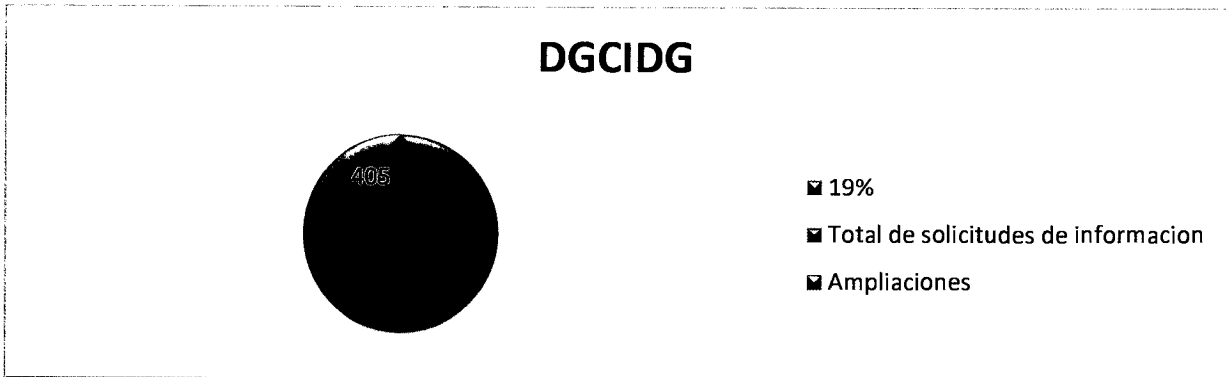 DGCIDG
405
19%
Total de solicitudes de informacion
Ampliaciones